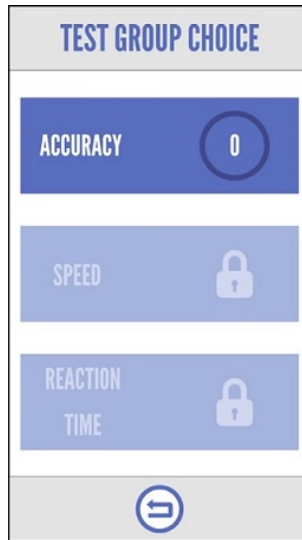 TEST GROUP CHOICE
ACCURACY 0
SPEED
REACTION
TIME